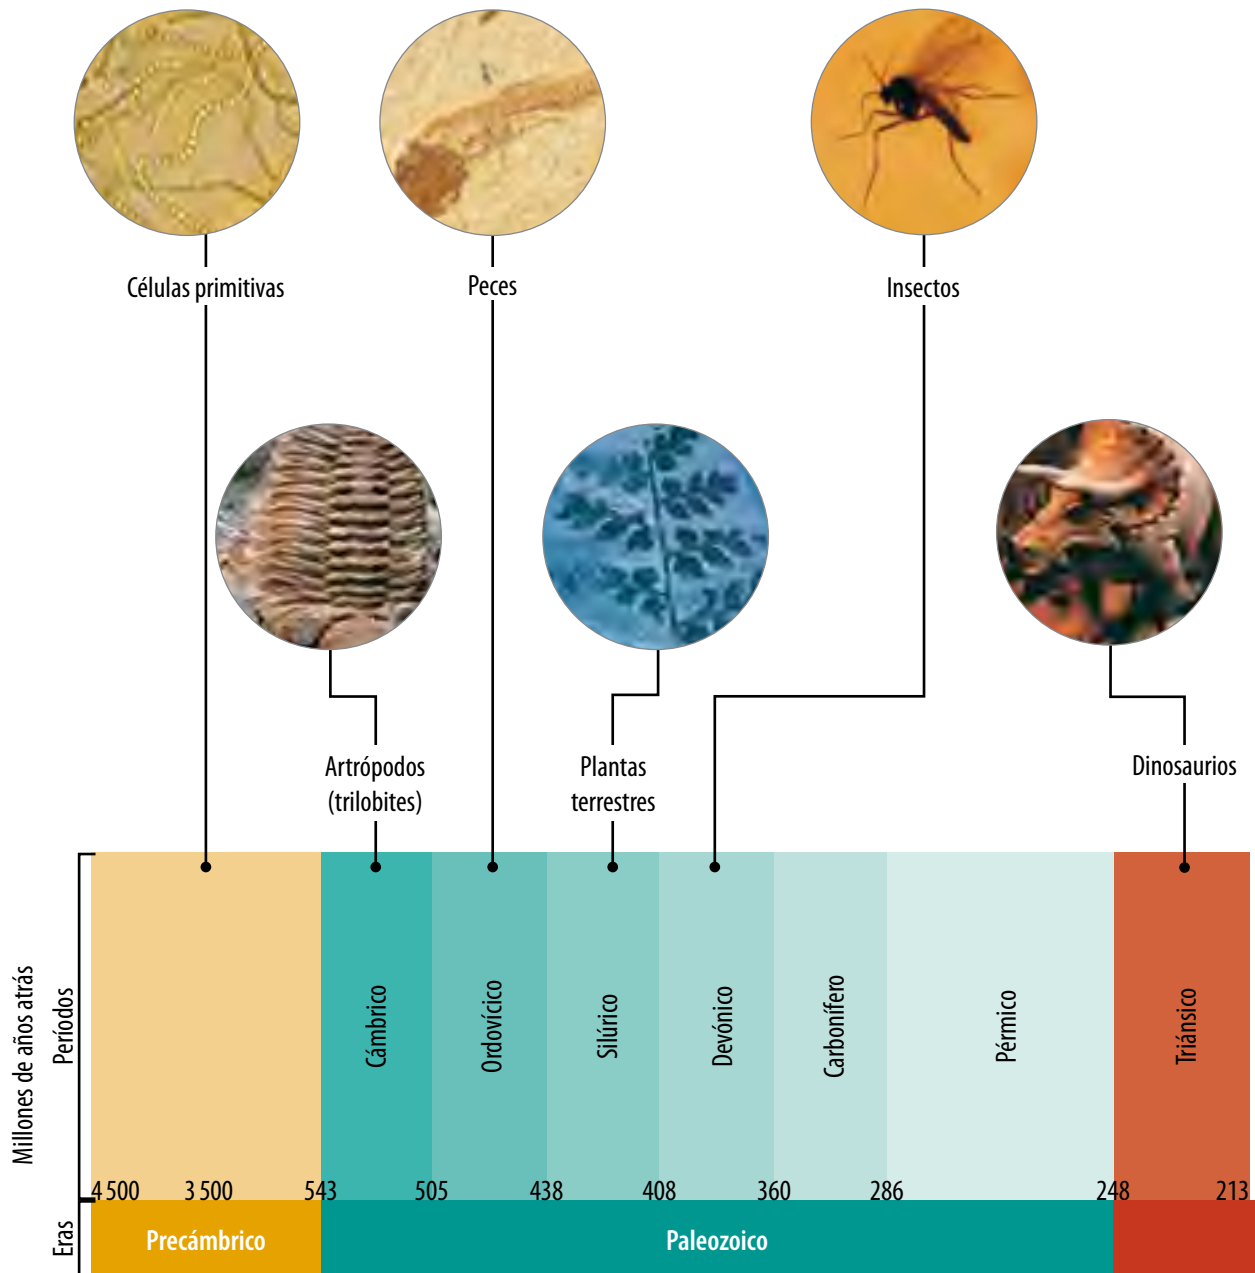 Células primitivas
Peces
Insectos
Artrópodos
(trilobites)
Plantas
terrestres
Dinosaurios
Millones de años atrás
Períodos
Cámbrico
Ordovícico
Silúrico
Devónico
Carbonífero
Pérmico
Triánsico
4 500
3 500
543
505
438
408
360
286
248
213
Eras
Precámbrico
Paleozoico